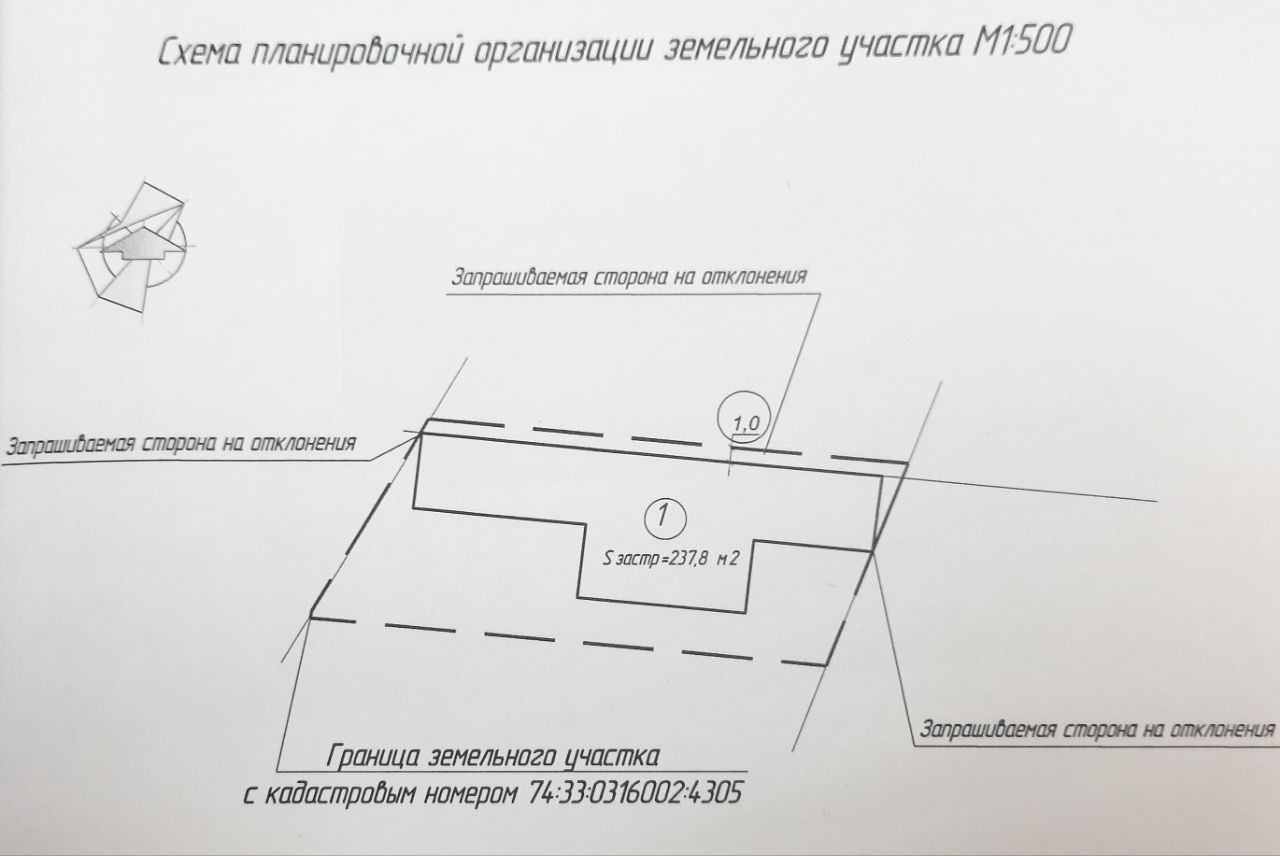 Схема планировочной организации земельного участка М1:500
Запрашиваемая сторона на отклонения
1,0
Запрашиваемая сторона на отклонения
1
S застр=237,8 м2
Запрашиваемая сторона на отклонения
Граница земельного участка
с кадастровым номером 74:33:0316002:4305